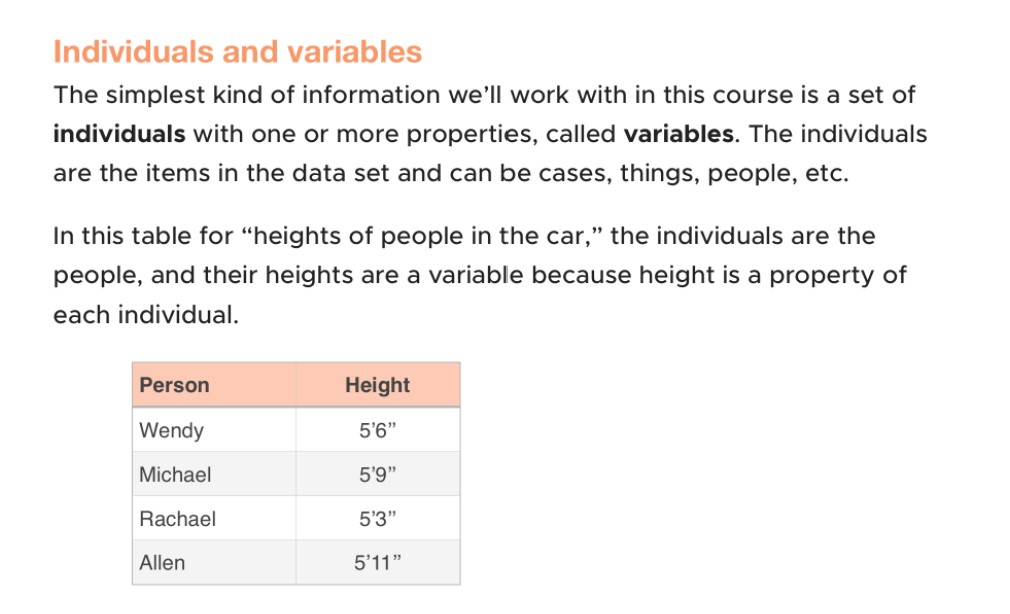 Individuals and variables
The simplest kind of information we’ll work with in this course is a set of
individuals with one or more properties, called variables. The individuals
are the items in the data set and can be cases, things, people, etc.
In this table for “heights of people in the car,” the individuals are the
people, and their heights are a variable because height is a property of
each individual.
Person Height
Wendy 5’6”
Michael 5’9”
Rachael 5’3”
Allen 5’11”